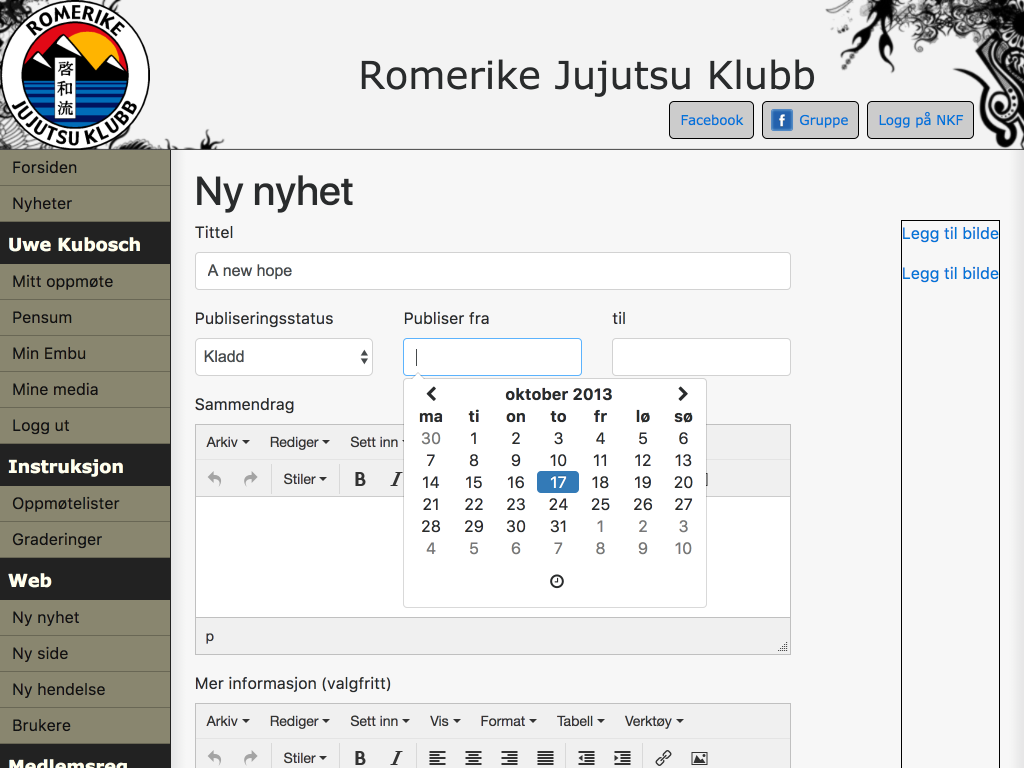 ROMERIKE
啓和流
JUJUTSU KLUBB
Romerike Jujutsu Klubb
Facebook
f Gruppe
Logg på NKF
Forsiden
Nyheter
Uwe Kubosch
Mitt oppmøte
Pensum
Min Embu
Mine media
Logg ut
Instruksjon
Oppmøtelister
Graderinger
Web
Ny nyhet
Ny side
Ny hendelse
Brukere
Medlemsreg
Ny nyhet
Tittel
A new hope
Publiseringsstatus Publiser fra til
Kladd
oktober 2013
ma ti on to fr lø sø
30 1 2 3 4 5 6
7 8 9 10 11 12 13
14 15 16 17 18 19 20
21 22 23 24 25 26 27
28 29 30 31 1 2 3
4 5 6 7 8 9 10
Sammendrag
Arkiv Rediger Sett inn
Stiler B I
p
Mer informasjon (valgfritt)
Arkiv Rediger Sett inn Vis Format Tabell Verktøy
Stiler B I
Legg til bilde
Legg til bilde